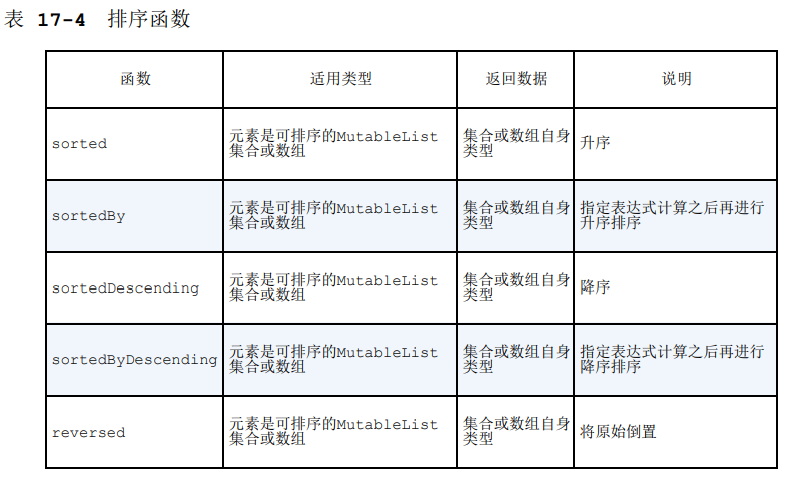 表 17-4 排序函数
函数 适用类型 返回数据 说明
sorted 元素是可排序的MutableList 集合或数组自身 升序
集合或数组 类型
sortedBy 元素是可排序的MutableList 集合或数组自身 指定表达式计算之后再进行
集合或数组 类型 升序排序
sortedDescending 元素是可排序的MutableList 集合或数组自身 降序
集合或数组 类型
sortedByDescending 元素是可排序的MutableList 集合或数组自身 指定表达式计算之后再进行
集合或数组 类型 降序排序
reversed 元素是可排序的MutableList 集合或数组自身 将原始倒置
集合或数组 类型